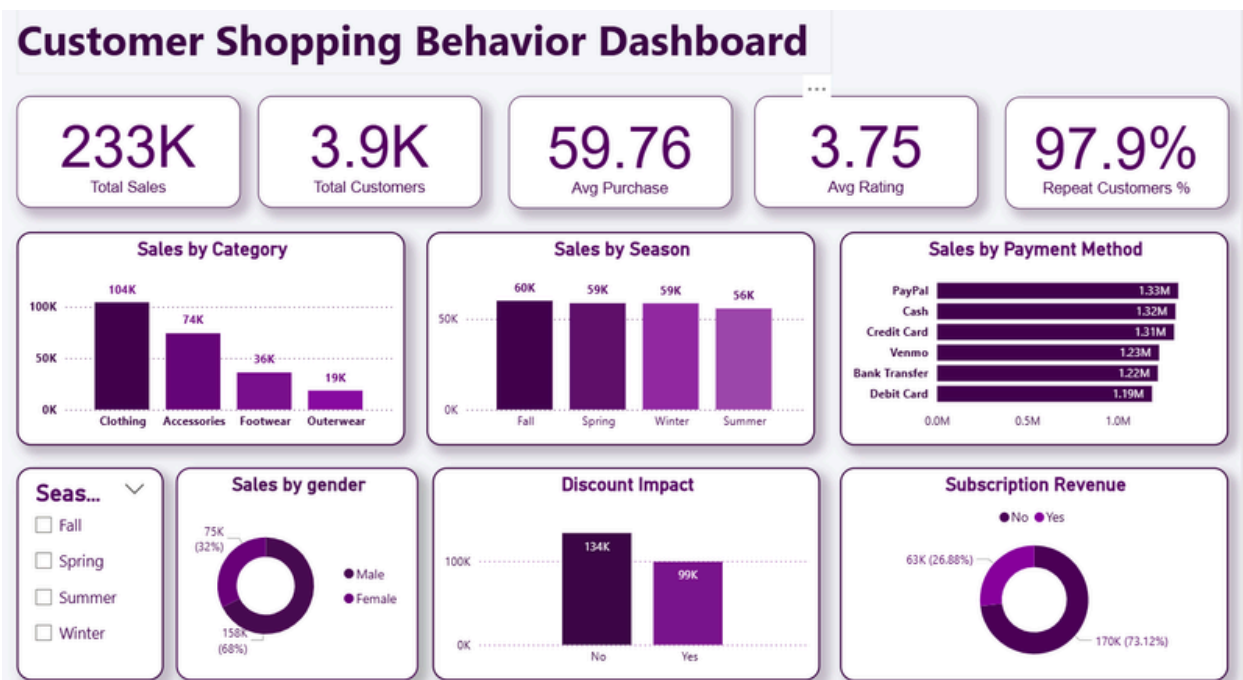 Customer Shopping Behavior Dashboard
233K
Total Sales
3.9K
Total Customers
59.76
Avg Purchase
3.75
Avg Rating
97.9%
Repeat Customers %
Sales by Category
100K
50K
0K
104K
74K
36K
19K
Clothing Accessories Footwear Outerwear
Sales by Season
50K
0K
60K
59K
59K
56K
Fall Spring Winter Summer
Sales by Payment Method
PayPal 1.33M
Cash 1.32M
Credit Card 1.31M
Venmo 1.23M
Bank Transfer 1.22M
Debit Card 1.19M
0.0M 0.5M 1.0M
Seas...
Fall
Spring
Summer
Winter
Sales by gender
75K
(32%)
158K
(68%)
Male
Female
Discount Impact
100K
0K
134K
99K
No Yes
Subscription Revenue
No Yes
63K (26.88%)
170K (73.12%)